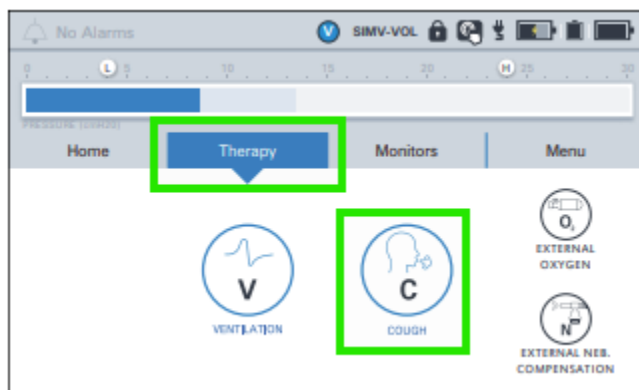 No Alarms
V SIMV-VOL
0 L 5 10 15 20 H 25 30
PRESSURE (cmH2O)
Home Therapy Monitors Menu
V
VENTILATION
C
COUGH
O₂
EXTERNAL
OXYGEN
N
EXTERNAL NEB.
COMPENSATION